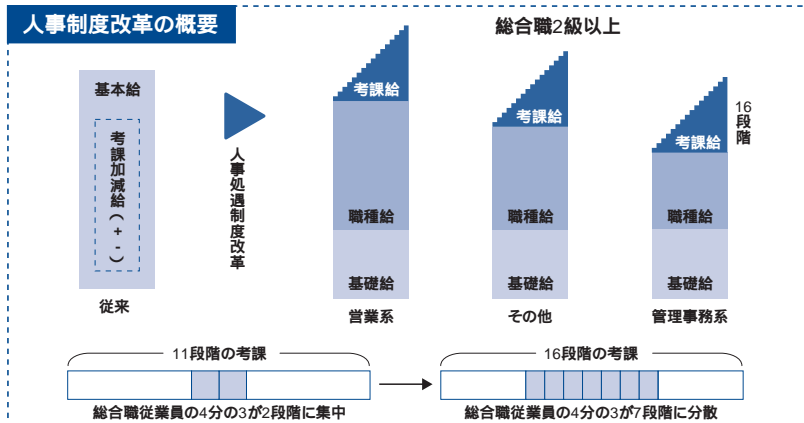 人事制度改革の概要
総合職2級以上
基本給
考課加減給(+-)
従来
人事処遇制度改革
考課給
職種給
基礎給
営業系
考課給
職種給
基礎給
その他
考課給
職種給
基礎給
管理事務系
16段階
11段階の考課
総合職従業員の4分の3が2段階に集中
16段階の考課
総合職従業員の4分の3が7段階に分散